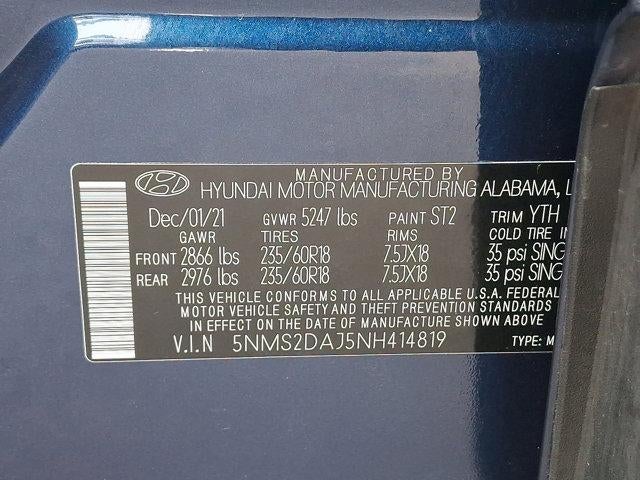 MANUFACTURED BY
HYUNDAI MOTOR MANUFACTURING ALABAMA, L
Dec/01/21 GVWR 5247 lbs PAINT ST2 TRIM YTH
GAWR TIRES RIMS COLD TIRE IN
FRONT 2866 lbs 235/60R18 7.5JX18 35 psi SING
REAR 2976 lbs 235/60R18 7.5JX18 35 psi SING
THIS VEHICLE CONFORMS TO ALL APPLICABLE U.S.A. FEDERAL
MOTOR VEHICLE SAFETY AND THEFT PREVENTION STANDARDS
IN EFFECT ON THE DATE OF MANUFACTURE SHOWN ABOVE.
V.I.N 5NMS2DAJ5NH414819 TYPE: M